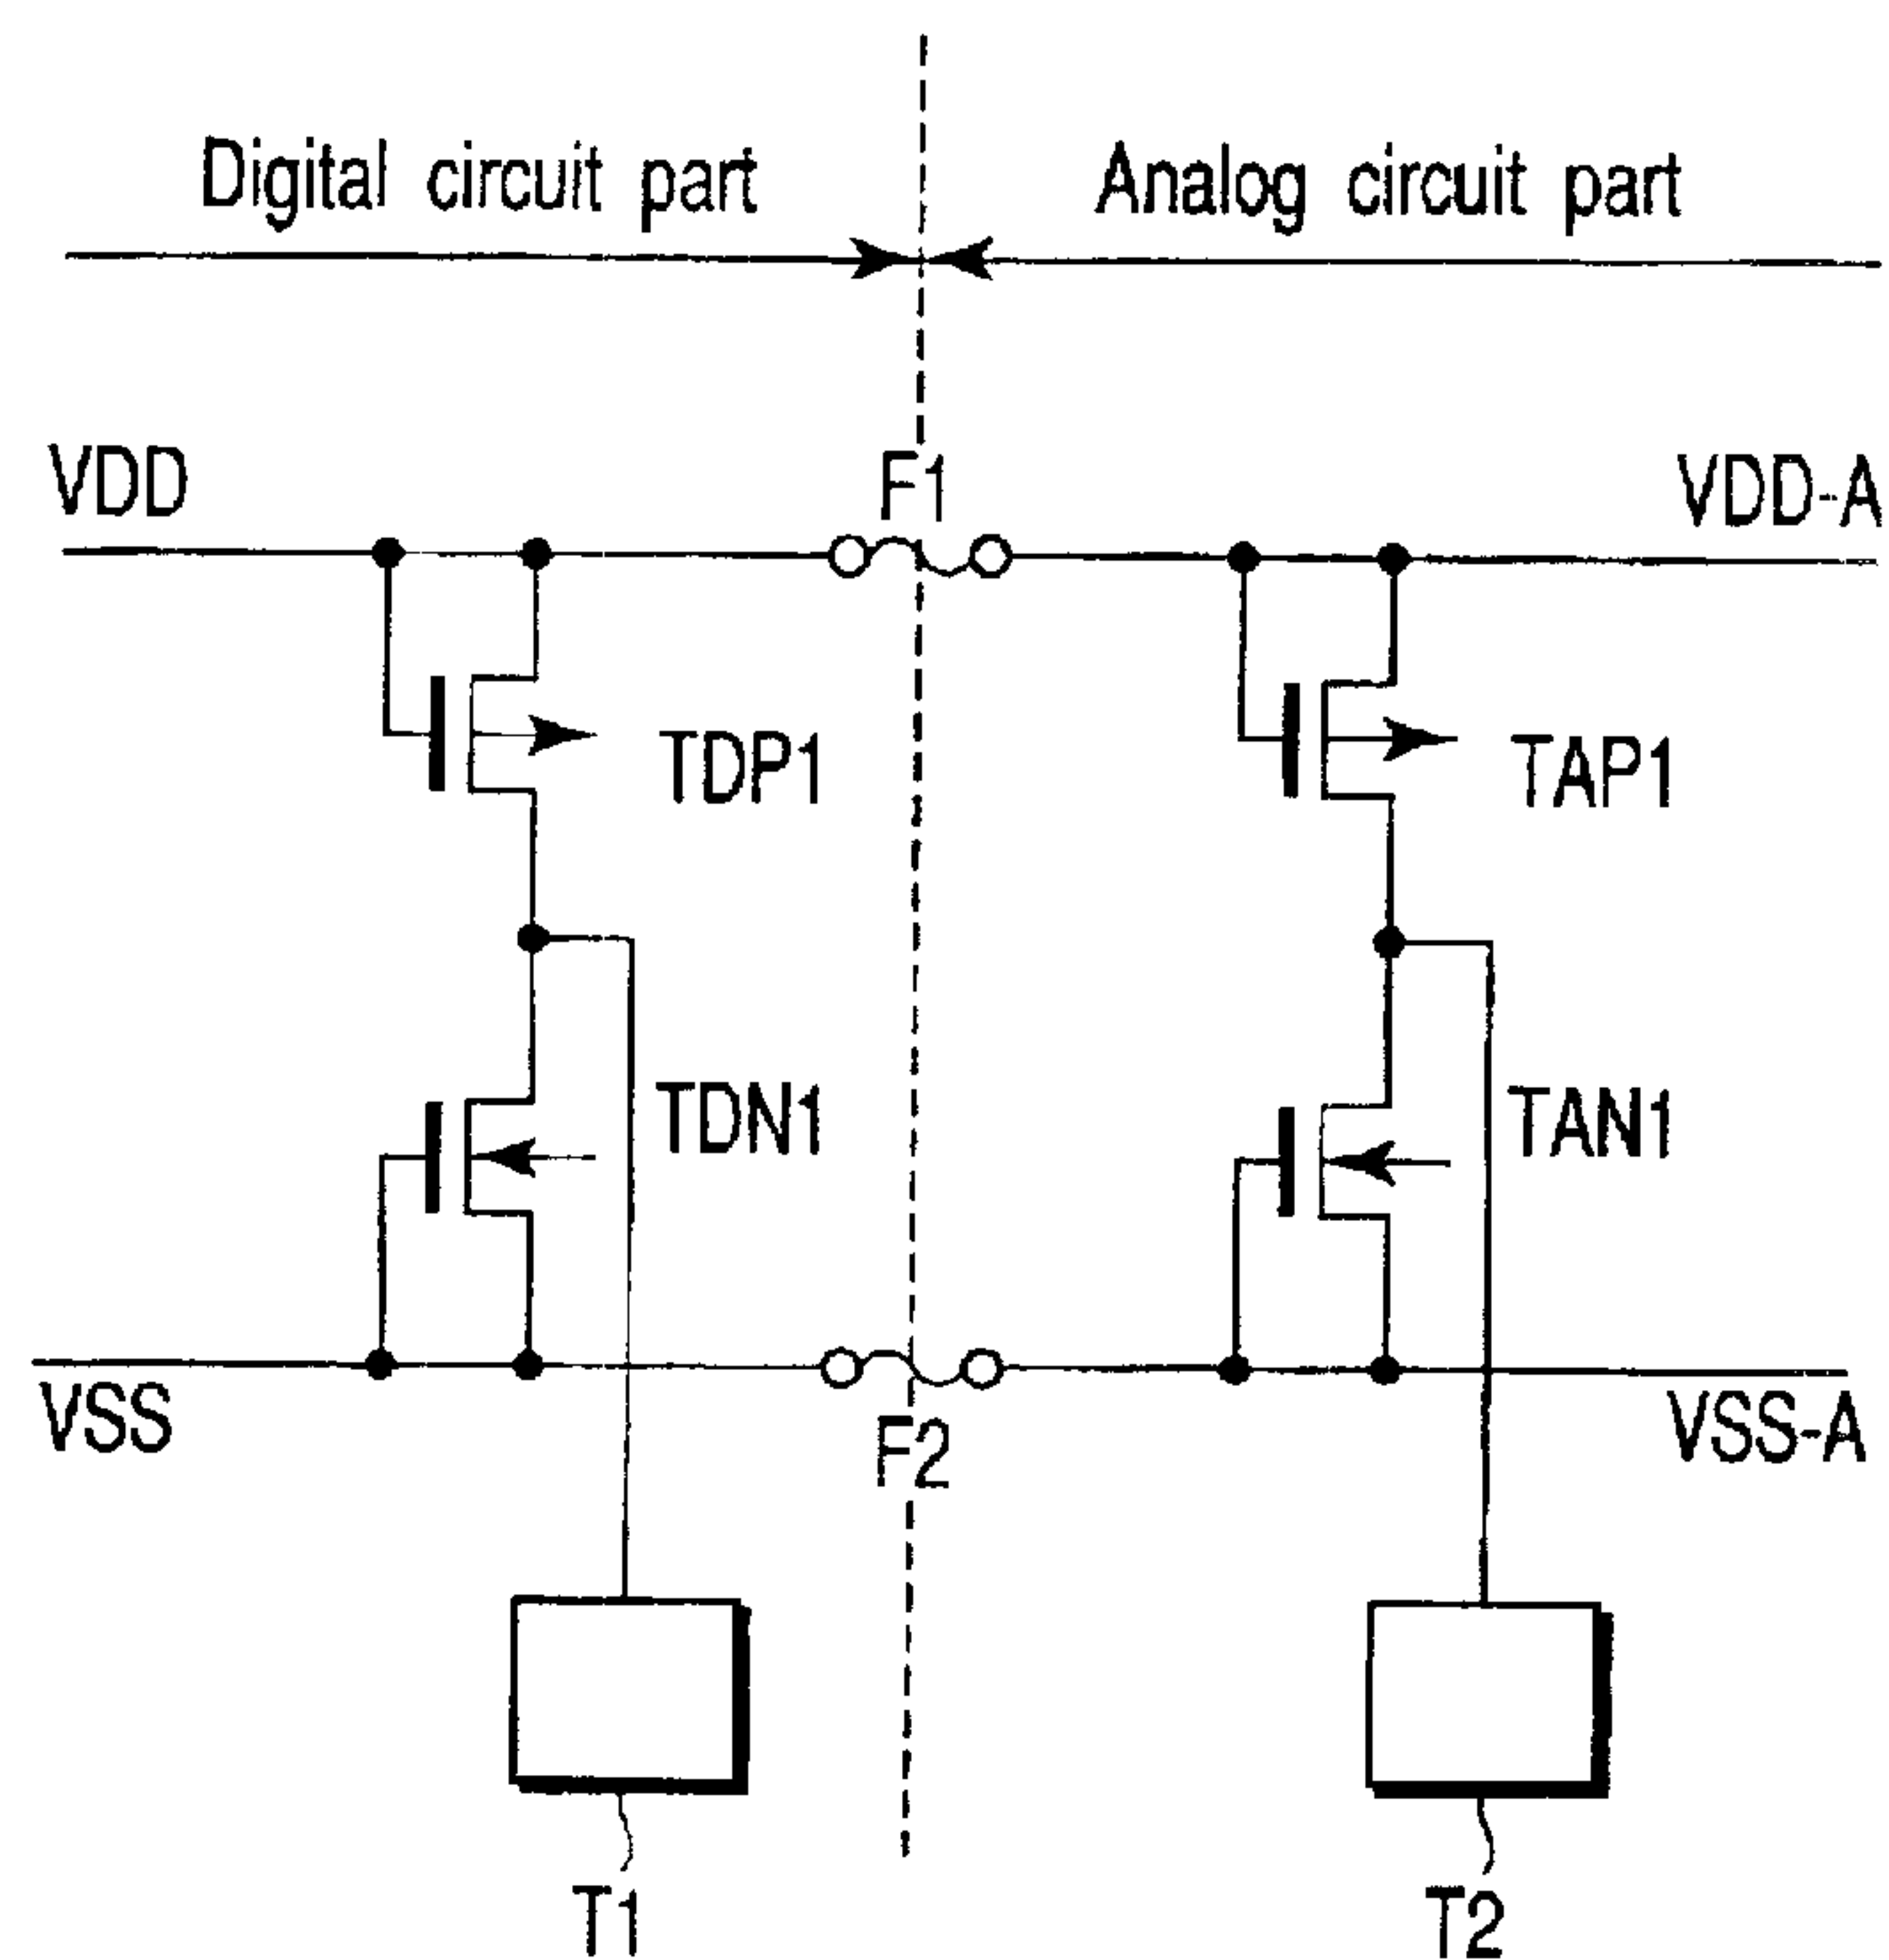 Digital circuit part
Analog circuit part
VDD
F1
VDD-A
TDP1
TAP1
TDN1
TAN1
VSS
F2
VSS-A
T1
T2